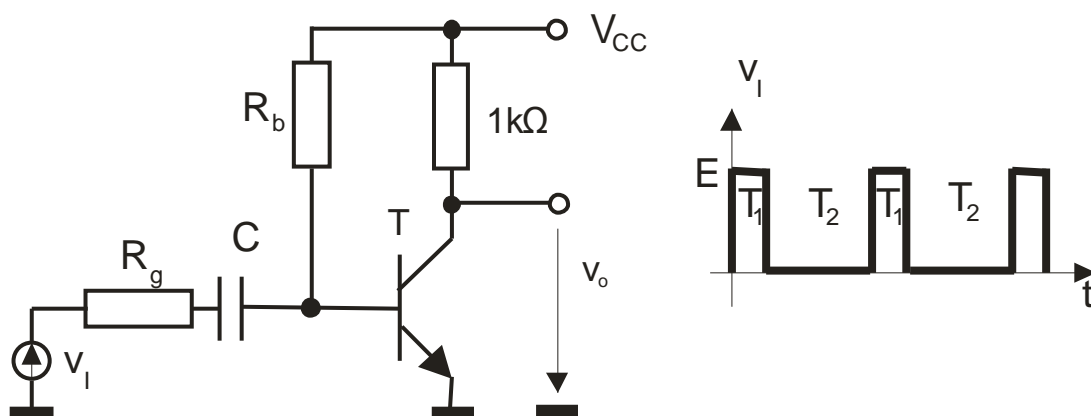 V_CC
R_b
1kΩ
C
T
R_g
v_I
v_o
v_I
E
T_1
T_2
T_1
T_2
t